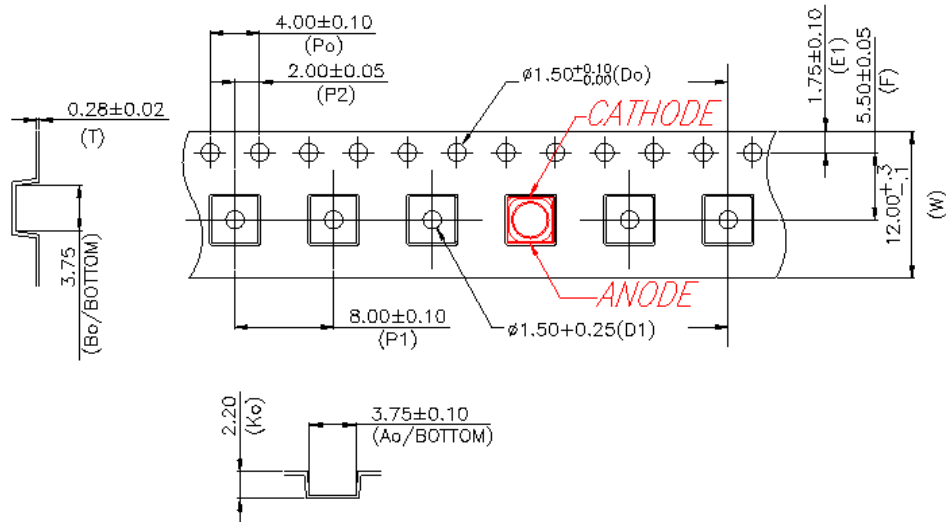 4.00±0.10
(Po)
2.00±0.05
(P2)
0.28±0.02
(T)
ø1.50+0.10-0.00(Do)
CATHODE
1.75±0.10
(E1)
5.50±0.05
(F)
12.00+.3-.1
(W)
3.75
(Bo/BOTTOM)
ANODE
8.00±0.10
(P1)
ø1.50+0.25(D1)
2.20
(Ko)
3.75±0.10
(Ao/BOTTOM)